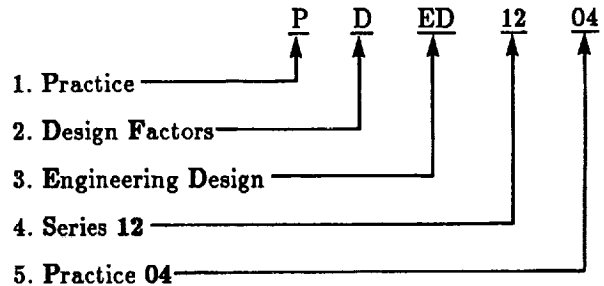 P D ED 12 04
1. Practice
2. Design Factors
3. Engineering Design
4. Series 12
5. Practice 04